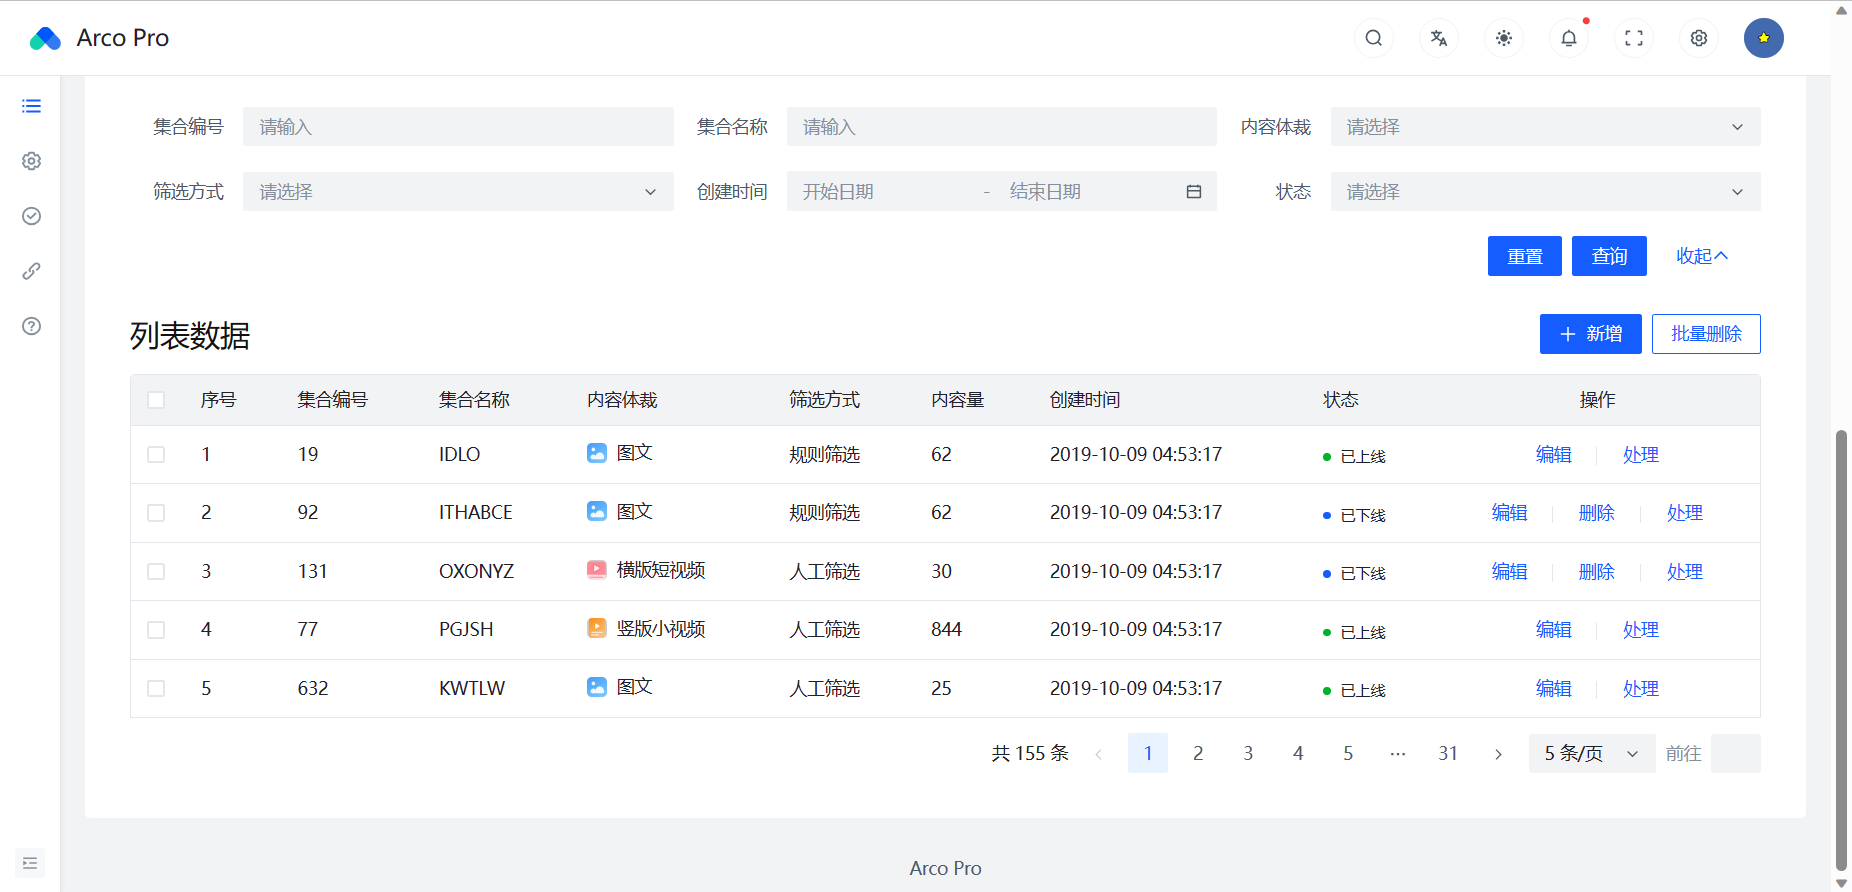 Arco Pro
集合编号 请输入 集合名称 请输入 内容体裁 请选择
筛选方式 请选择 创建时间 开始日期 - 结束日期 状态 请选择
重置 查询 收起
列表数据 新增 批量删除
序号 集合编号 集合名称 内容体裁 筛选方式 内容量 创建时间 状态 操作
1 19 IDLO 图文 规则筛选 62 2019-10-09 04:53:17 已上线 编辑 处理
2 92 ITHABCE 图文 规则筛选 62 2019-10-09 04:53:17 已下线 编辑 删除 处理
3 131 OXONYZ 横版短视频 人工筛选 30 2019-10-09 04:53:17 已下线 编辑 删除 处理
4 77 PGJSH 竖版小视频 人工筛选 844 2019-10-09 04:53:17 已上线 编辑 处理
5 632 KWTLW 图文 人工筛选 25 2019-10-09 04:53:17 已上线 编辑 处理
共 155 条 1 2 3 4 5 ··· 31 5 条/页 前往
Arco Pro